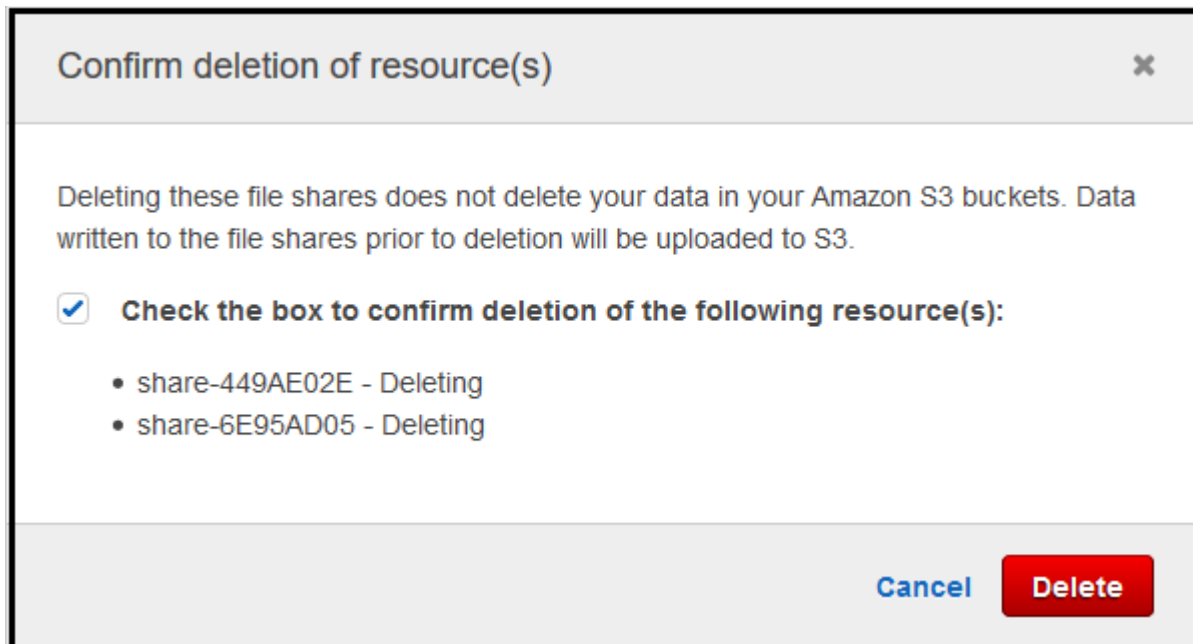 Confirm deletion of resource(s)
Deleting these file shares does not delete your data in your Amazon S3 buckets. Data
written to the file shares prior to deletion will be uploaded to S3.
Check the box to confirm deletion of the following resource(s):
• share-449AE02E - Deleting
• share-6E95AD05 - Deleting
Cancel Delete